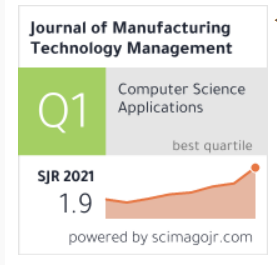 Journal of Manufacturing
Technology Management
Q1
Computer Science
Applications
best quartile
SJR 2021
1.9
powered by scimagojr.com